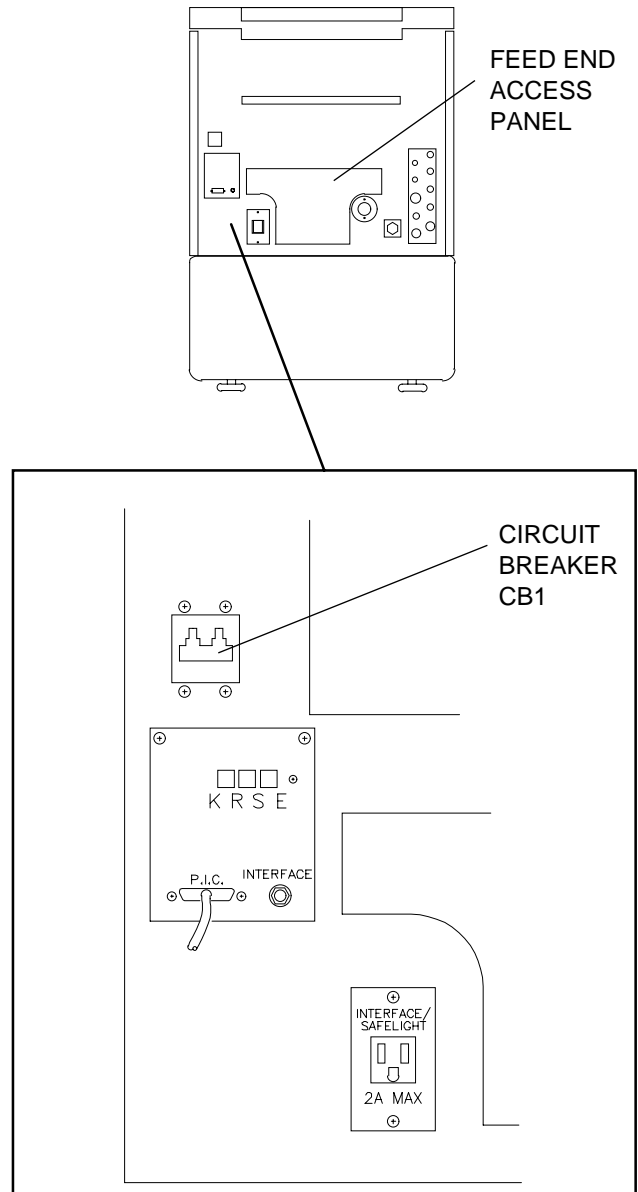 FEED END
ACCESS
PANEL
CIRCUIT
BREAKER
CB1
K R S E
P.I.C.
INTERFACE
INTERFACE/
SAFELIGHT
2A MAX